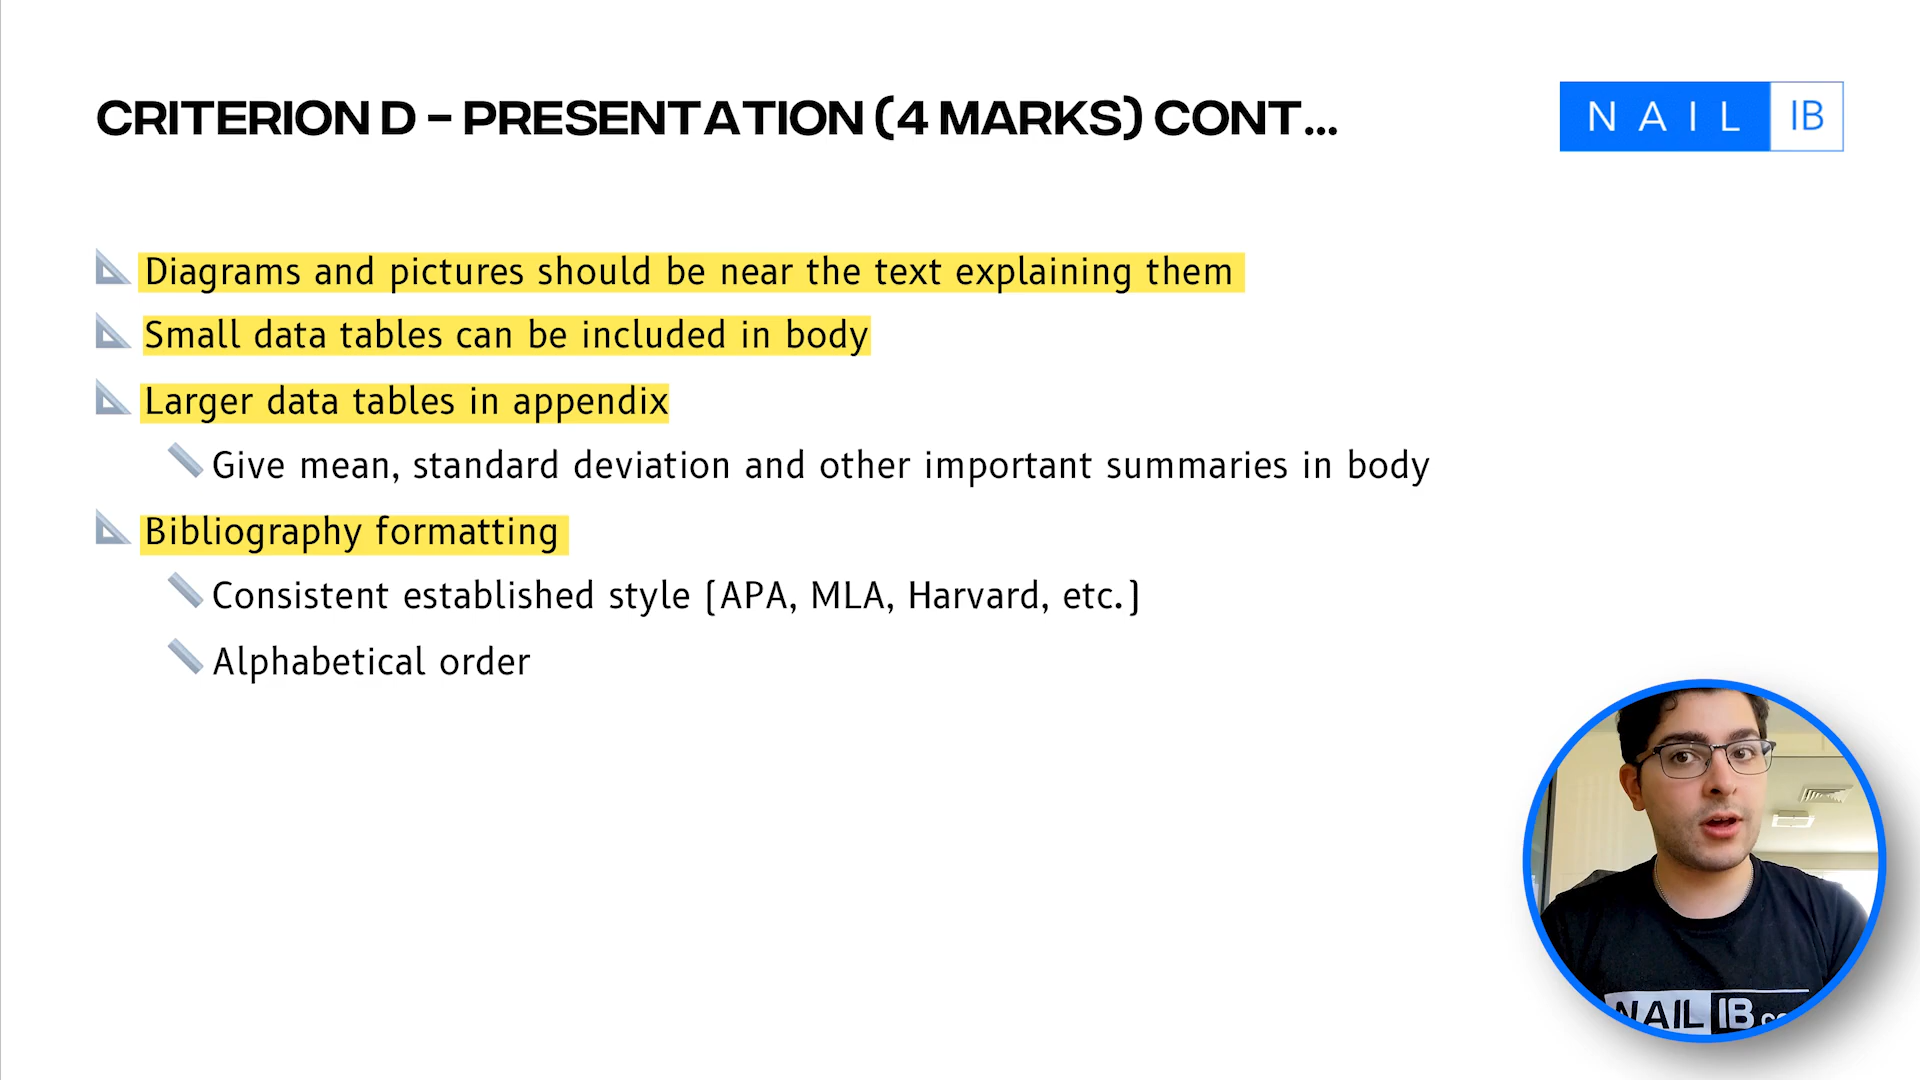 CRITERION D – PRESENTATION (4 MARKS) CONT...
NAIL IB
Diagrams and pictures should be near the text explaining them
Small data tables can be included in body
Larger data tables in appendix
Give mean, standard deviation and other important summaries in body
Bibliography formatting
Consistent established style (APA, MLA, Harvard, etc.)
Alphabetical order
NAIL IB